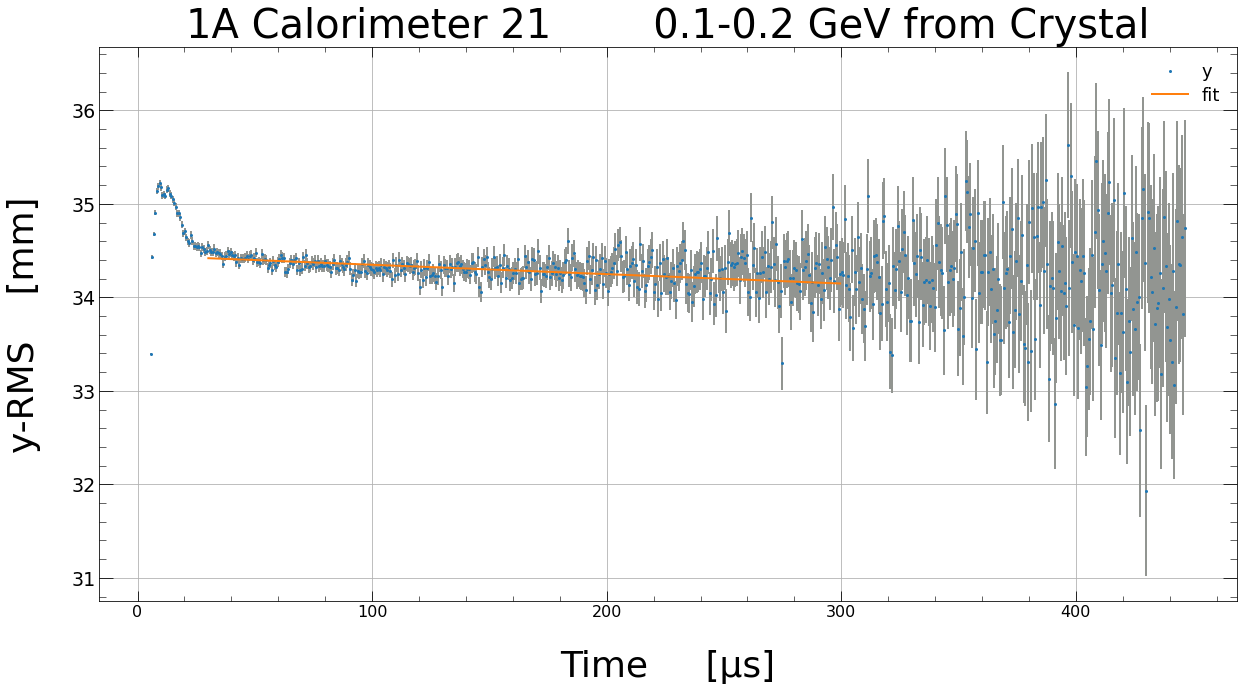 1A Calorimeter 21 0.1-0.2 GeV from Crystal
y
fit
y-RMS [mm]
36
35
34
33
32
31
0 100 200 300 400
Time [µs]